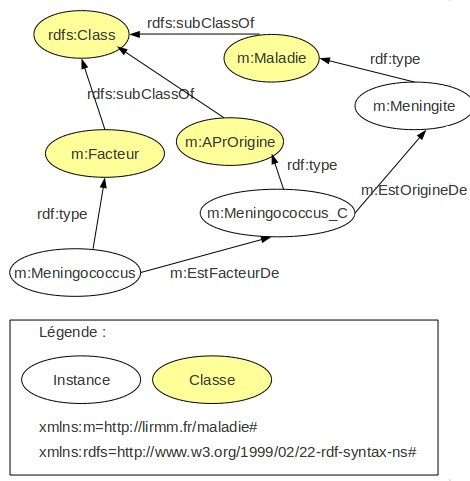 rdfs:subClassOf
rdfs:Class
m:Maladie
rdf:type
rdfs:subClassOf
m:Meningite
m:Facteur
m:APrOrigine
rdf:type
m:EstOrigineDe
rdf:type
m:Meningococcus_C
m:Meningococcus
m:EstFacteurDe
Légende :
Instance
Classe
xmlns:m=http://lirmm.fr/maladie#
xmlns:rdfs=http://www.w3.org/1999/02/22-rdf-syntax-ns#